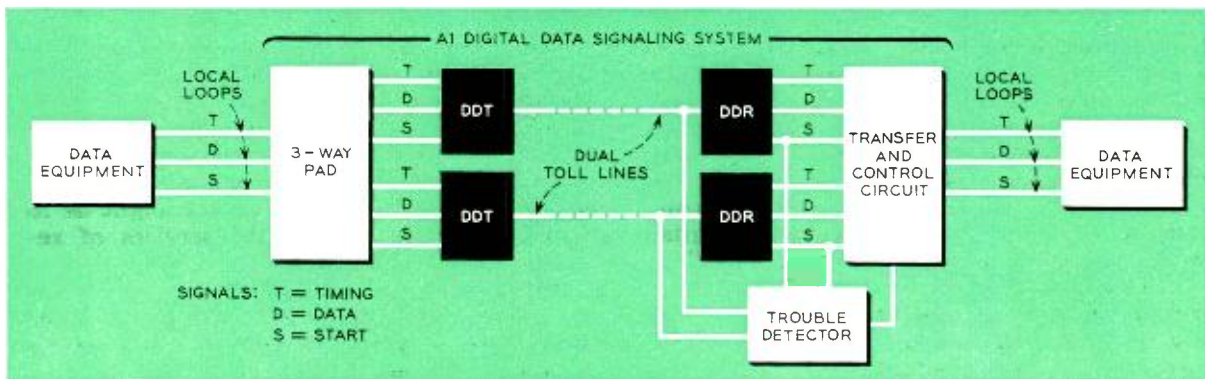 A1 DIGITAL DATA SIGNALING SYSTEM
LOCAL
LOOPS
T
D
S
DATA
EQUIPMENT
3-WAY
PAD
T
D
S
DDT
T
D
S
DDT
DUAL
TOLL LINES
DDR
T
D
S
DDR
T
D
S
TRANSFER
AND
CONTROL
CIRCUIT
LOCAL
LOOPS
T
D
S
DATA
EQUIPMENT
TROUBLE
DETECTOR
SIGNALS: T = TIMING
D = DATA
S = START